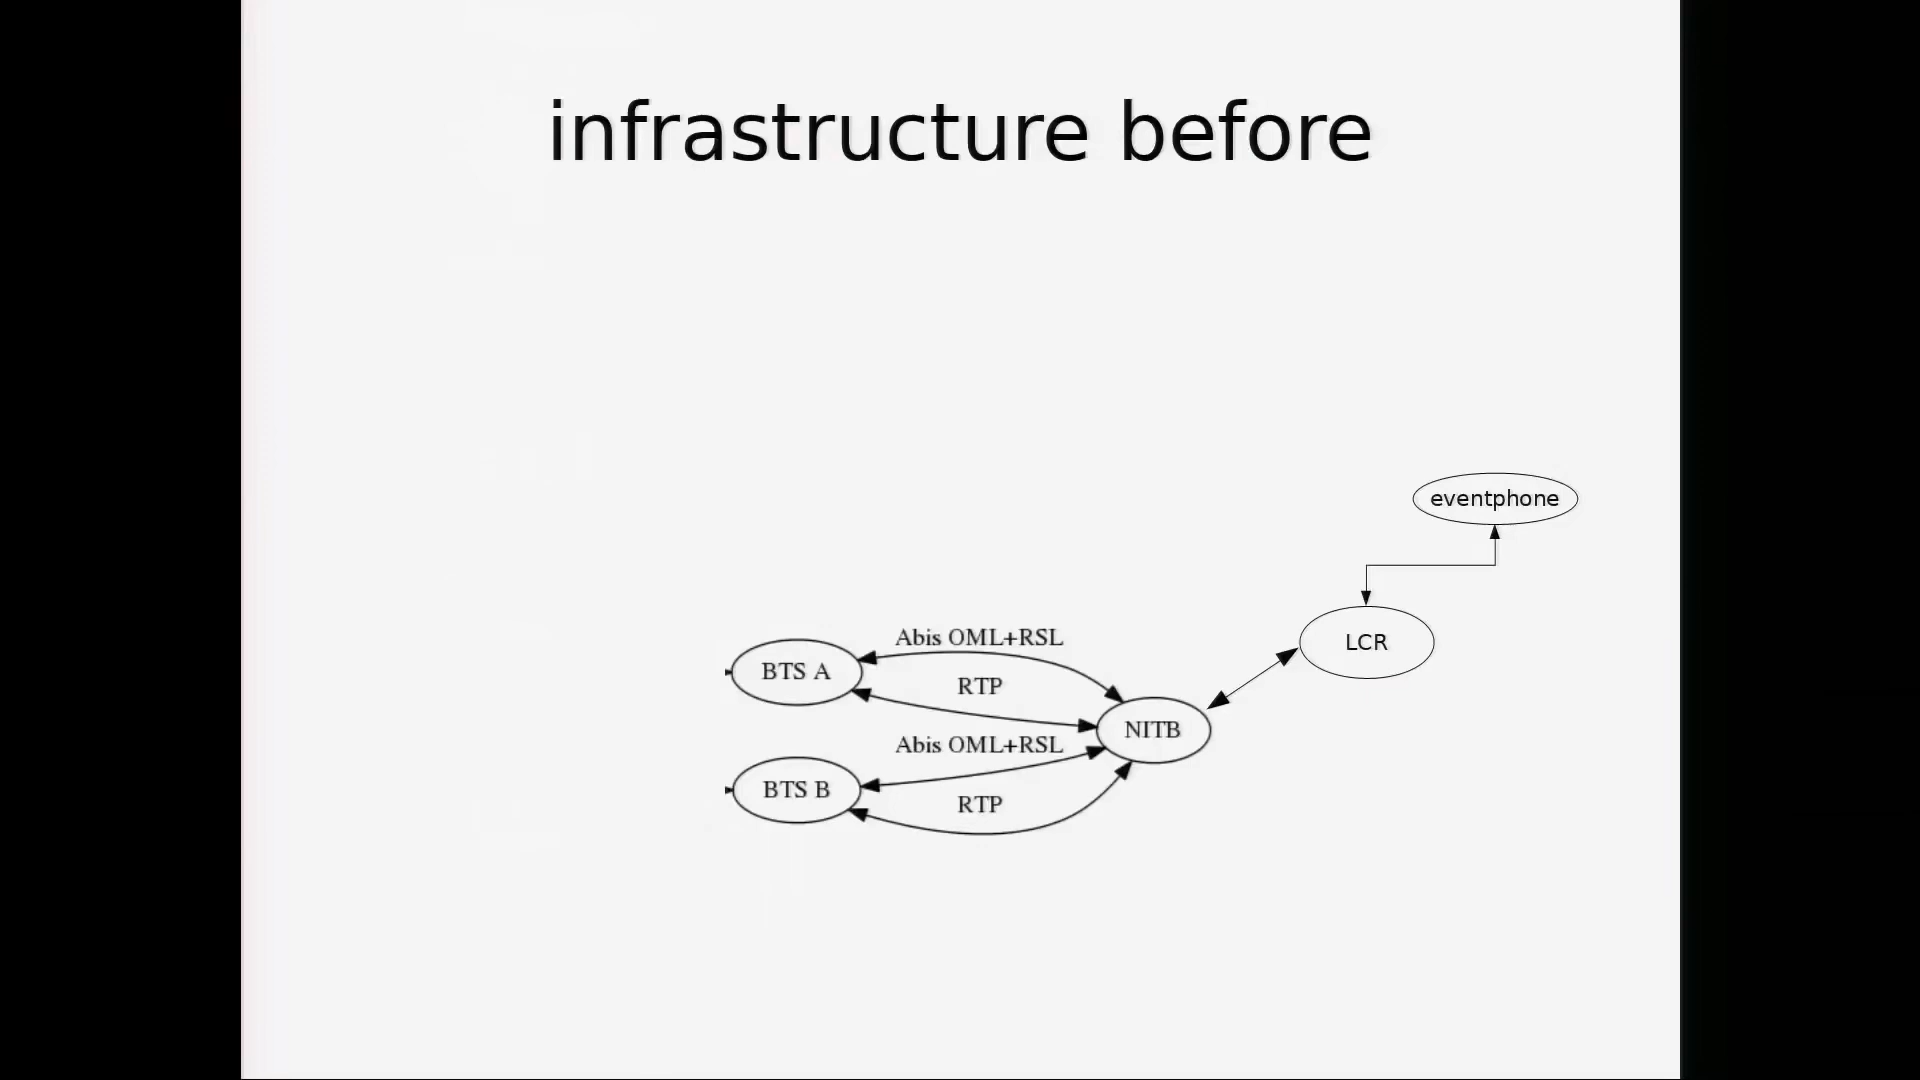 infrastructure before
eventphone
LCR
Abis OML+RSL
BTS A
RTP
NITB
Abis OML+RSL
BTS B
RTP